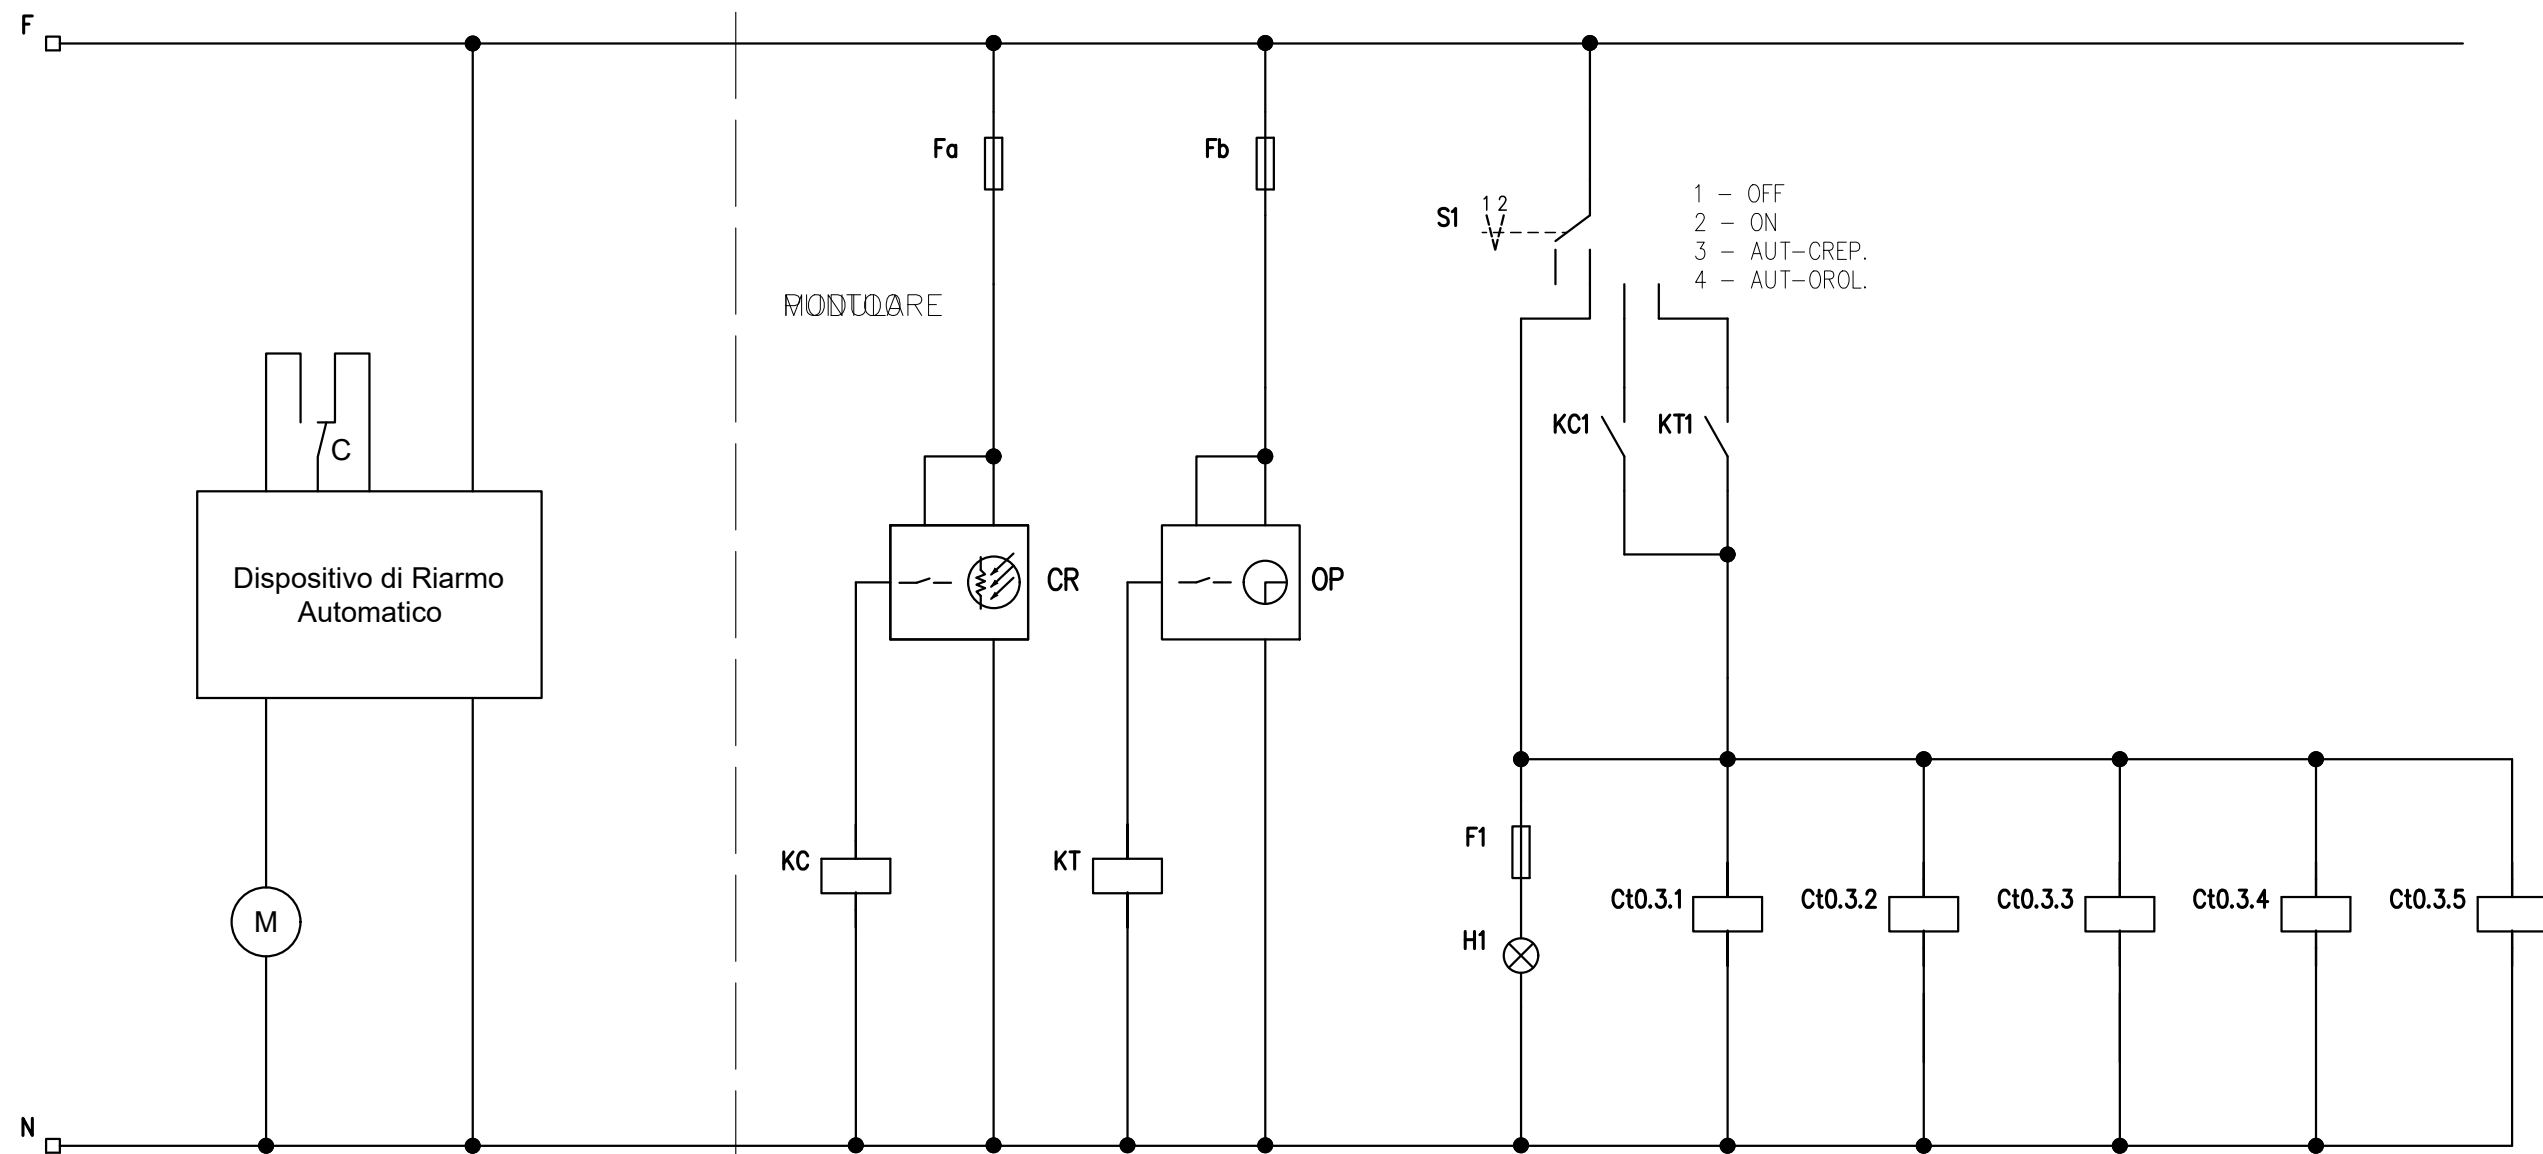 F
Fa
Fb
1 - OFF
2 - ON
3 - AUT-CREP.
4 - AUT-OROL.
S1
1 2
C
KC1
KT1
Dispositivo di Riarmo
Automatico
CR
OP
KC
KT
F1
Ct0.3.1
Ct0.3.2
Ct0.3.3
Ct0.3.4
Ct0.3.5
M
H1
N